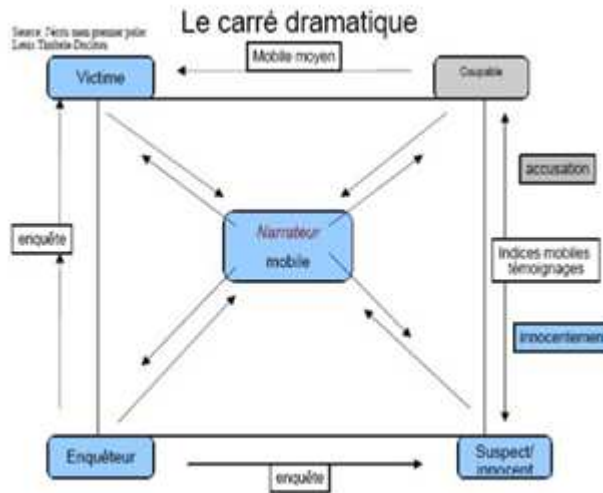 Le carré dramatique
Source: J'écris mon premier polar
Louis Timbale-Duclaux
Victime
Mobile moyen
Coupable
accusation
enquête
Narrateur
mobile
Indices mobiles
témoignages
innocentement
Enquêteur
enquête
Suspect/
innocent